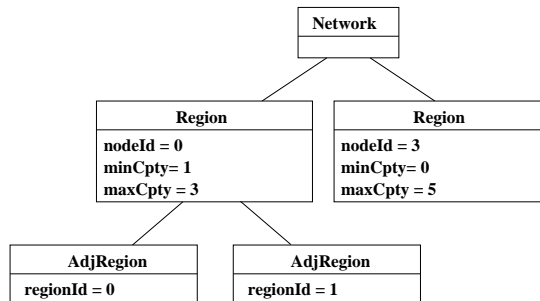 Network
Region
nodeId = 0
minCpty= 1
maxCpty = 3
Region
nodeId = 3
minCpty= 0
maxCpty = 5
AdjRegion
regionId = 0
AdjRegion
regionId = 1